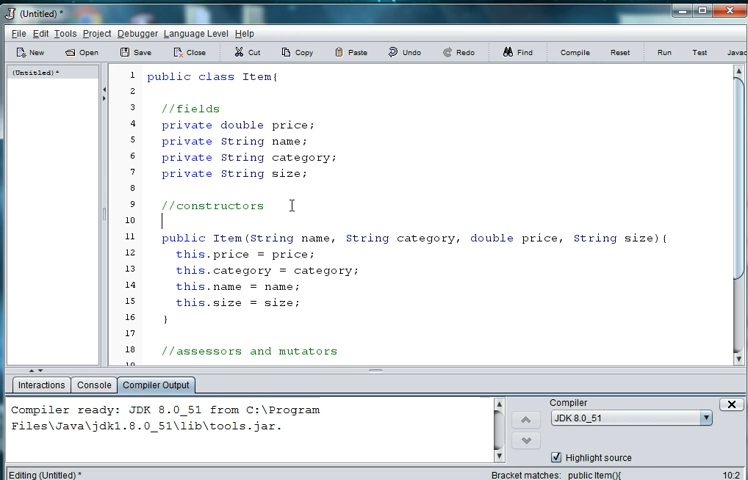 (Untitled) *
File Edit Tools Project Debugger Language Level Help
New Open Save Close Cut Copy Paste Undo Redo Find Compile Reset Run Test Javac
(Untitled)*
1 public class Item{
2
3 //fields
4 private double price;
5 private String name;
6 private String category;
7 private String size;
8
9 //constructors
10
11 public Item(String name, String category, double price, String size){
12 this.price = price;
13 this.category = category;
14 this.name = name;
15 this.size = size;
16 }
17
18 //assessors and mutators
Interactions Console Compiler Output
Compiler ready: JDK 8.0_51 from C:\Program
Files\Java\jdk1.8.0_51\lib\tools.jar.
Compiler
JDK 8.0_51
Highlight source
Editing (Untitled) * Bracket matches: public Item(){ 10:2